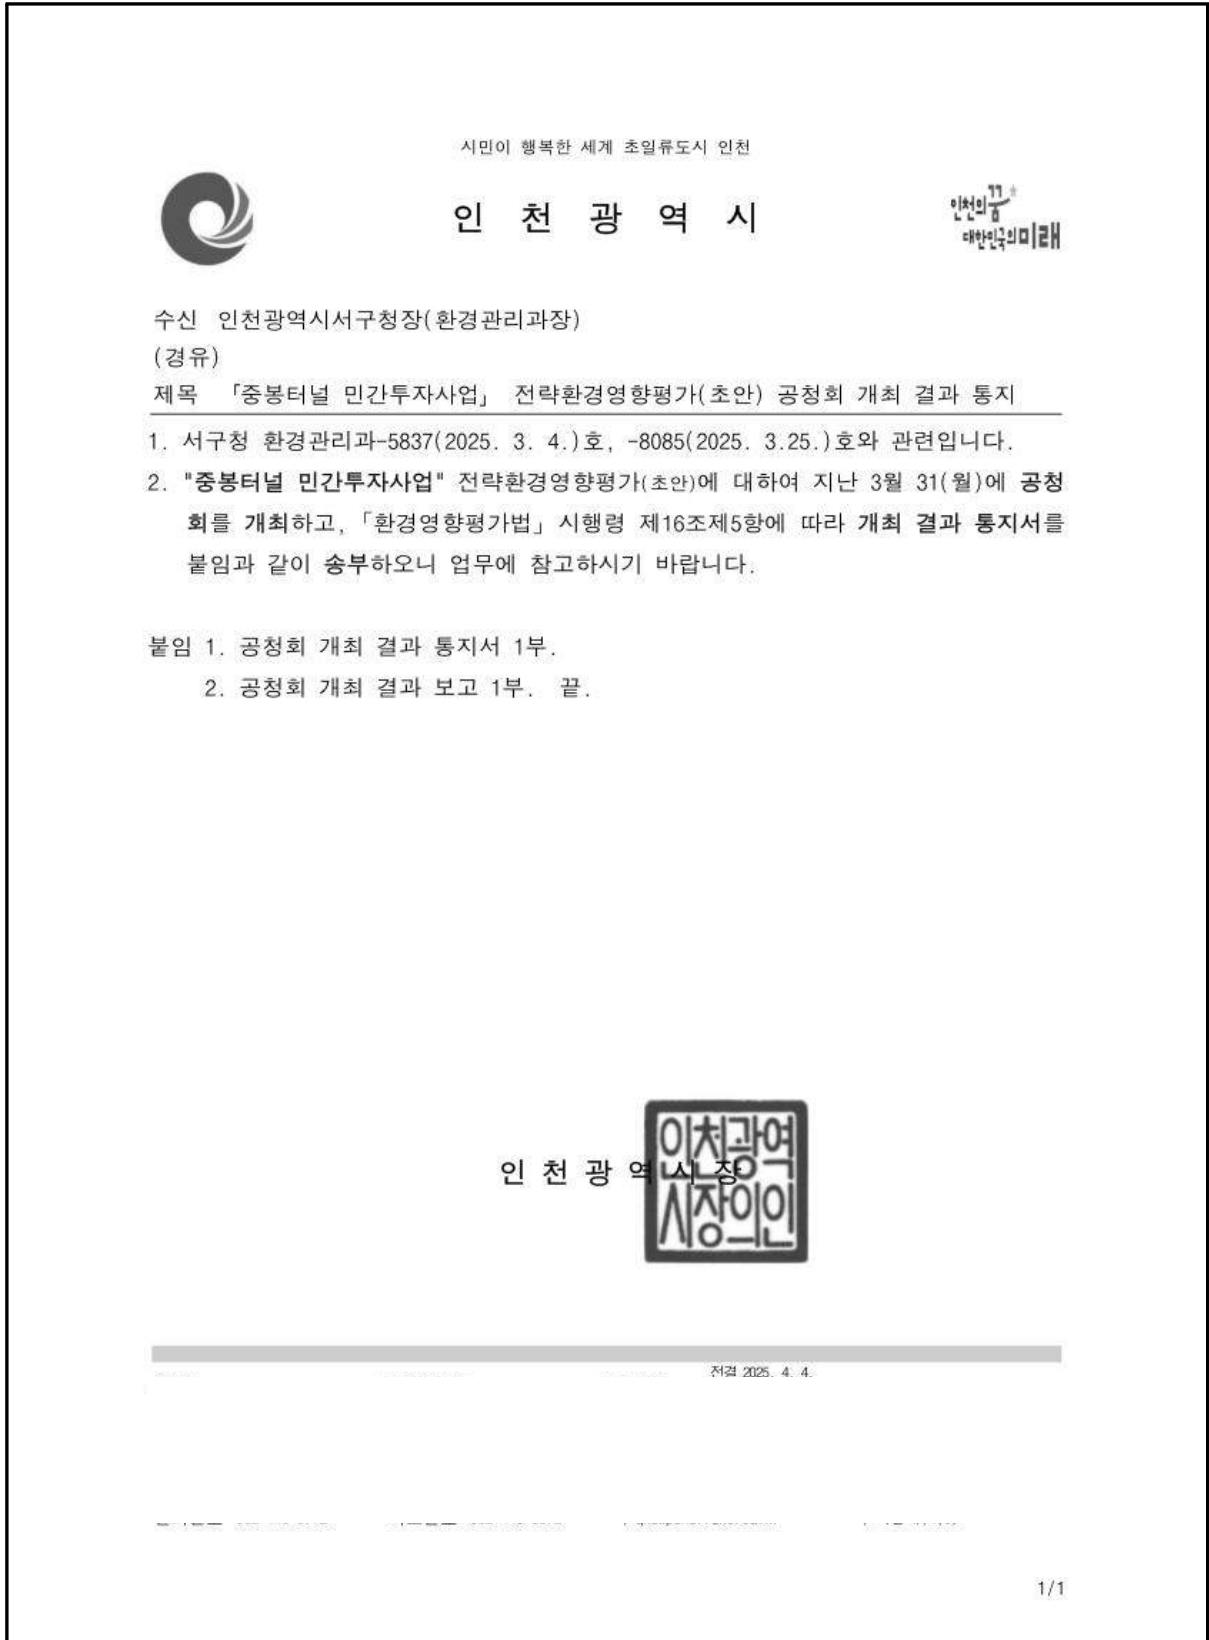 시민이 행복한 세계 초일류도시 인천
인 천 광 역 시
인천의꿈
대한민국의미래
수신 인천광역시서구청장(환경관리과장)
(경유)
제목 「중봉터널 민간투자사업」 전략환경영향평가(초안) 공청회 개최 결과 통지
1. 서구청 환경관리과-5837(2025. 3. 4.)호, -8085(2025. 3.25.)호와 관련입니다.
2. "중봉터널 민간투자사업" 전략환경영향평가(초안)에 대하여 지난 3월 31(월)에 공청
회를 개최하고, 「환경영향평가법」 시행령 제16조제5항에 따라 개최 결과 통지서를
붙임과 같이 송부하오니 업무에 참고하시기 바랍니다.
붙임 1. 공청회 개최 결과 통지서 1부.
2. 공청회 개최 결과 보고 1부. 끝.
인 천 광 역 시 장
인천광역
시장의인
전결 2025. 4. 4.
1/1